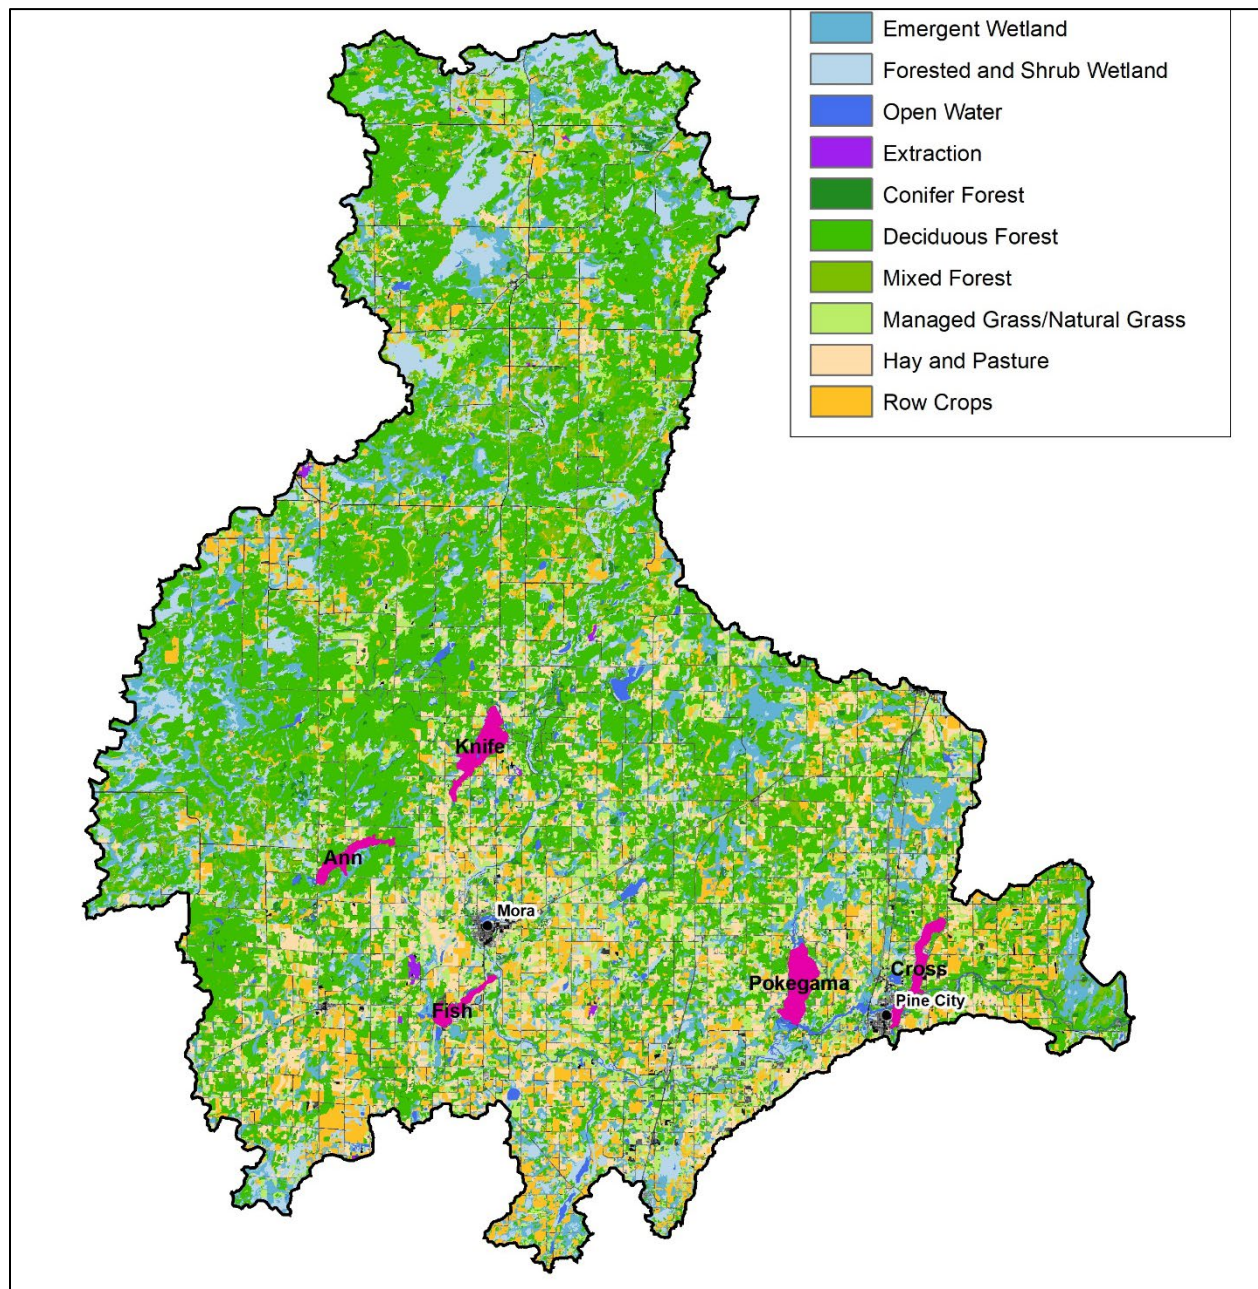 Emergent Wetland
Forested and Shrub Wetland
Open Water
Extraction
Conifer Forest
Deciduous Forest
Mixed Forest
Managed Grass/Natural Grass
Hay and Pasture
Row Crops
Knife
Ann
Mora
Pokegama
Cross
Pine City
Fish